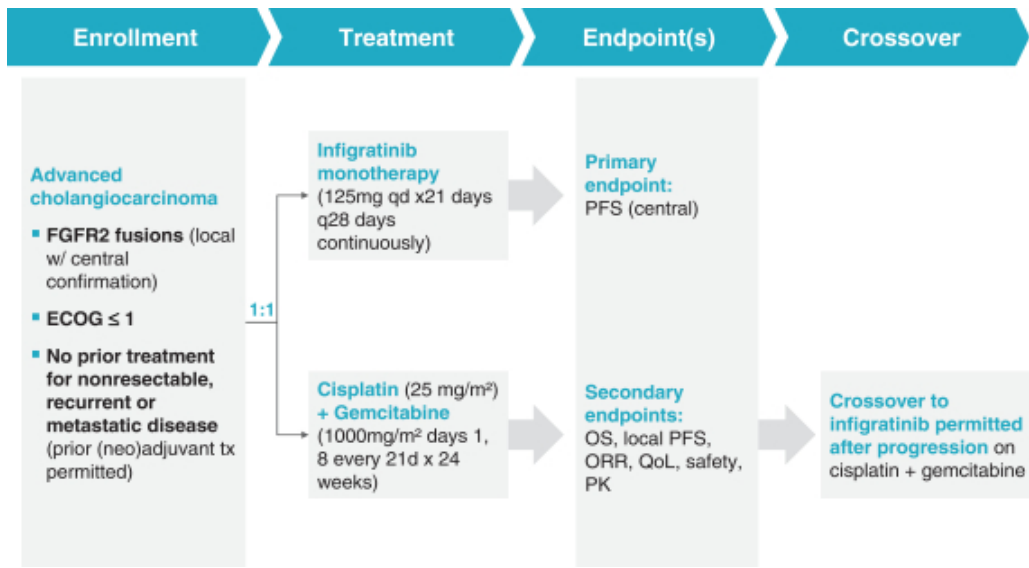 Enrollment
Treatment
Endpoint(s)
Crossover
Advanced
cholangiocarcinoma
▪ FGFR2 fusions (local
w/ central
confirmation)
▪ ECOG ≤ 1
▪ No prior treatment
for nonresectable,
recurrent or
metastatic disease
(prior (neo)adjuvant tx
permitted)
1:1
Infigratinib
monotherapy
(125mg qd x21 days
q28 days
continuously)
Cisplatin (25 mg/m²)
+ Gemcitabine
(1000mg/m² days 1,
8 every 21d x 24
weeks)
Primary
endpoint:
PFS (central)
Secondary
endpoints:
OS, local PFS,
ORR, QoL, safety,
PK
Crossover to
infigratinib permitted
after progression on
cisplatin + gemcitabine